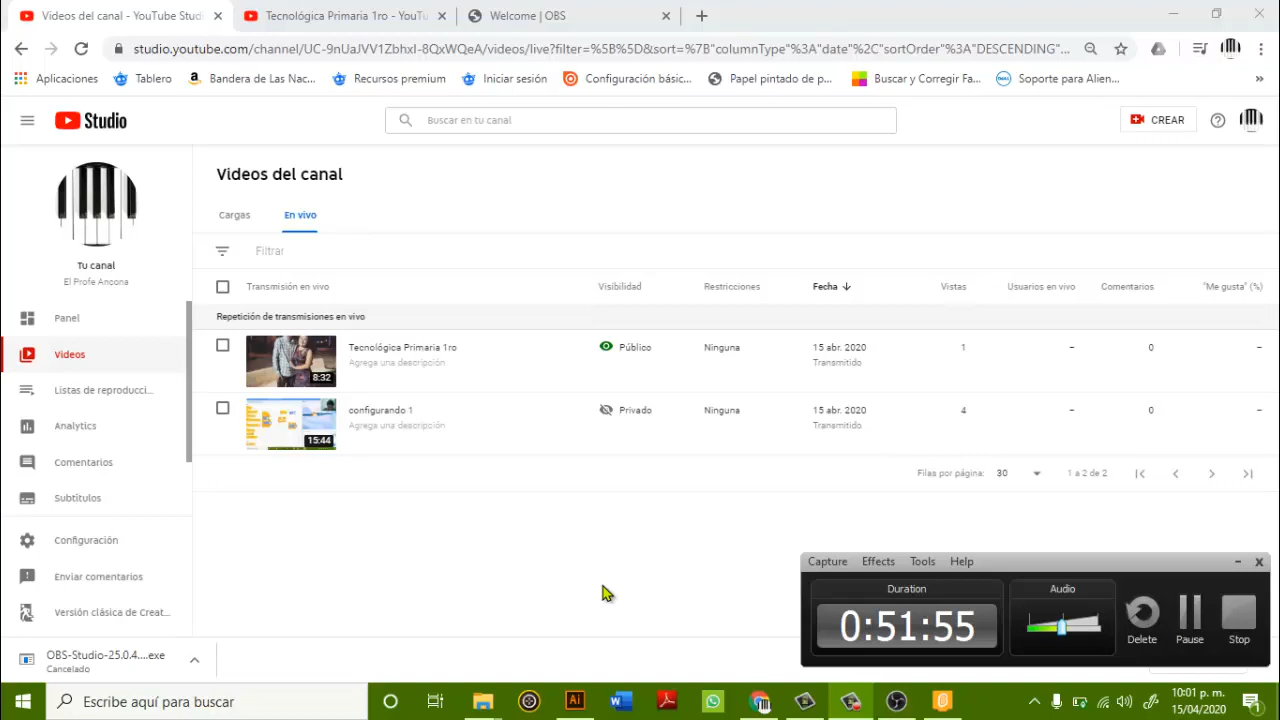 Videos del canal - YouTube Studi
Tecnológica Primaria 1ro - YouTu
Welcome | OBS
studio.youtube.com/channel/UC-9nUaJVV1ZbhxI-8QxWQeA/videos/live?filter=%5B%5D&sort=%7B"columnType"%3A"date"%2C"sortOrder"%3A"DESCENDING"...
Aplicaciones
Tablero
Bandera de Las Nac...
Recursos premium
Iniciar sesión
Configuración básic...
Papel pintado de p...
Buscar y Corregir Fa...
Soporte para Alien...
»
Studio
Buscar en tu canal
CREAR
Videos del canal
Cargas
En vivo
Tu canal
El Profe Ancona
Filtrar
Transmisión en vivo
Visibilidad
Restricciones
Fecha
Vistas
Usuarios en vivo
Comentarios
"Me gusta" (%)
Repetición de transmisiones en vivo
8:32
Tecnológica Primaria 1ro
Agrega una descripción
Público
Ninguna
15 abr. 2020
Transmitido
1
–
0
–
15:44
configurando 1
Agrega una descripción
Privado
Ninguna
15 abr. 2020
Transmitido
4
–
0
–
Filas por página:
30
1 a 2 de 2
Panel
Videos
Listas de reproducci...
Analytics
Comentarios
Subtítulos
Configuración
Enviar comentarios
Versión clásica de Creat...
Capture
Effects
Tools
Help
Duration
0:51:55
Audio
Delete
Pause
Stop
OBS-Studio-25.0.4....exe
Cancelado
Escribe aquí para buscar
10:01 p. m.
15/04/2020
1